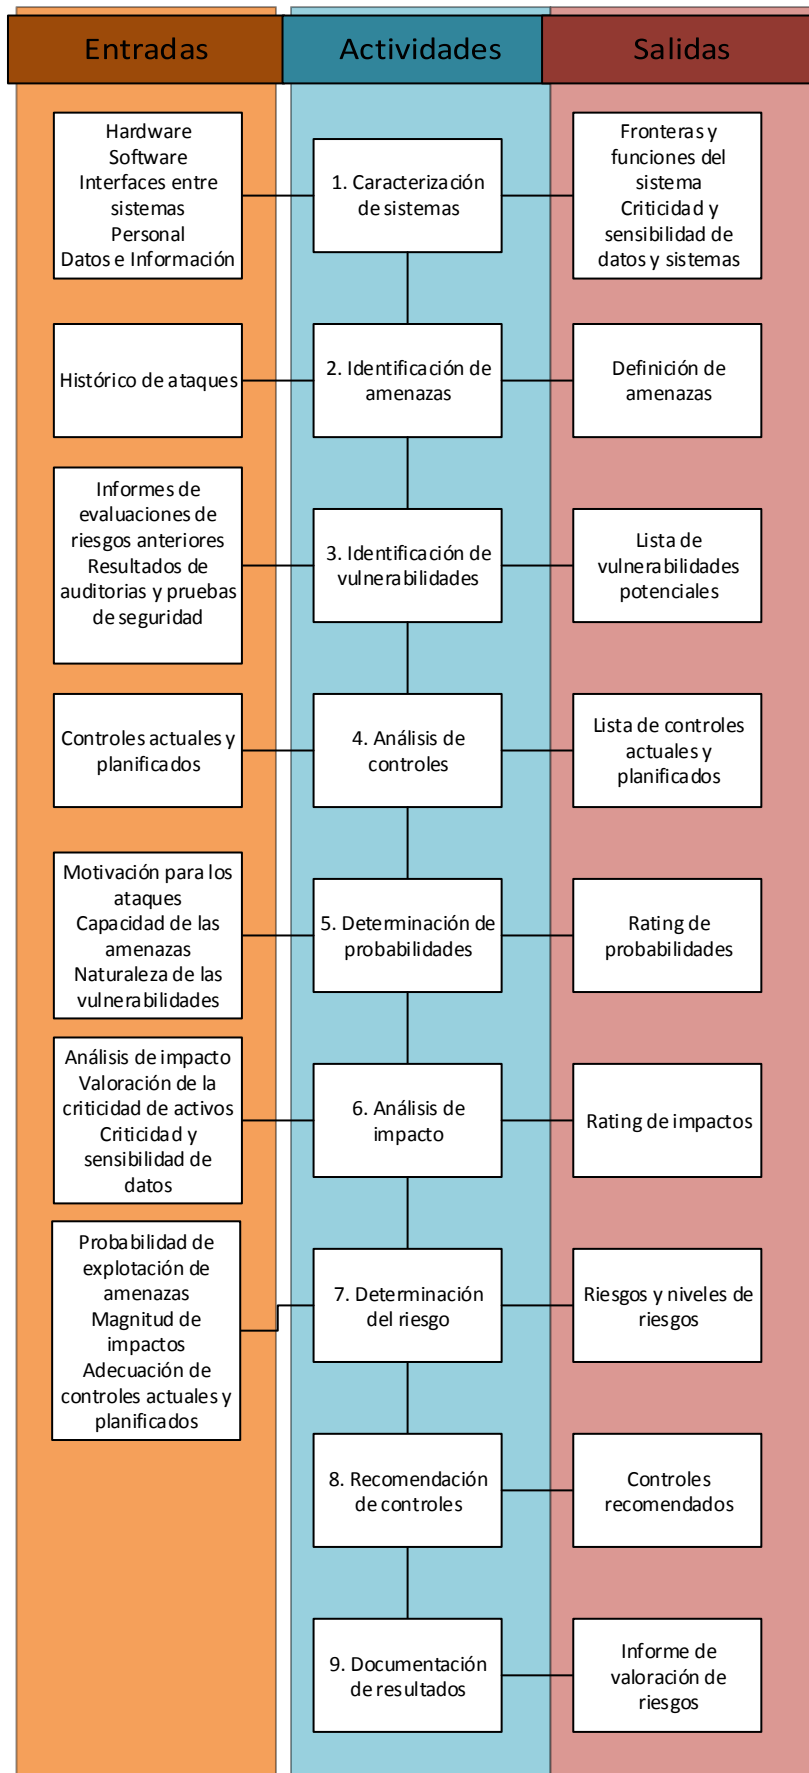 Entradas
Actividades
Salidas
Hardware
Software
Interfaces entre
sistemas
Personal
Datos e Información
1. Caracterización
de sistemas
Fronteras y
funciones del
sistema
Criticidad y
sensibilidad de
datos y sistemas
Histórico de ataques
2. Identificación de
amenazas
Definición de
amenazas
Informes de
evaluaciones de
riesgos anteriores
Resultados de
auditorias y pruebas
de seguridad
3. Identificación de
vulnerabilidades
Lista de
vulnerabilidades
potenciales
Controles actuales y
planificados
4. Análisis de
controles
Lista de controles
actuales y
planificados
Motivación para los
ataques
Capacidad de las
amenazas
Naturaleza de las
vulnerabilidades
5. Determinación de
probabilidades
Rating de
probabilidades
Análisis de impacto
Valoración de la
criticidad de activos
Criticidad y
sensibilidad de
datos
6. Análisis de
impacto
Rating de impactos
Probabilidad de
explotación de
amenazas
Magnitud de
impactos
Adecuación de
controles actuales y
planificados
7. Determinación
del riesgo
Riesgos y niveles de
riesgos
8. Recomendación
de controles
Controles
recomendados
9. Documentación
de resultados
Informe de
valoración de
riesgos